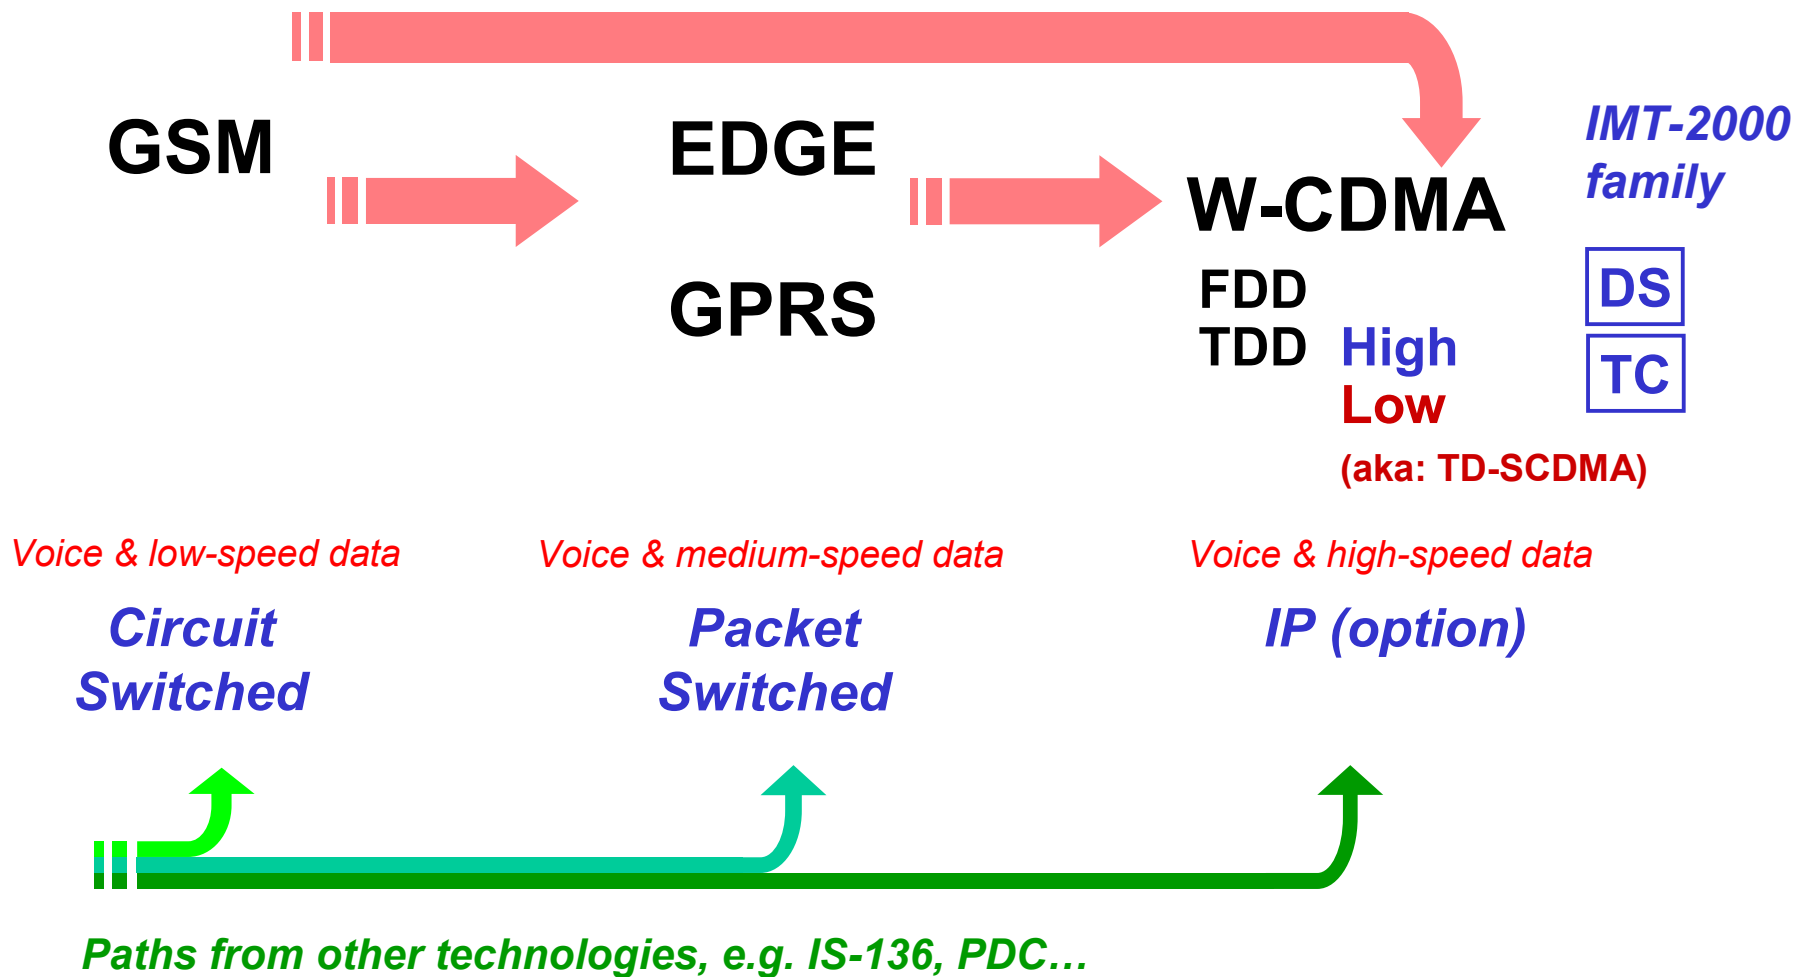 GSM
EDGE
GPRS
W-CDMA
FDD
TDD High
Low
(aka: TD-SCDMA)
IMT-2000
family
DS
TC
Voice & low-speed data
Circuit
Switched
Voice & medium-speed data
Packet
Switched
Voice & high-speed data
IP (option)
Paths from other technologies, e.g. IS-136, PDC…